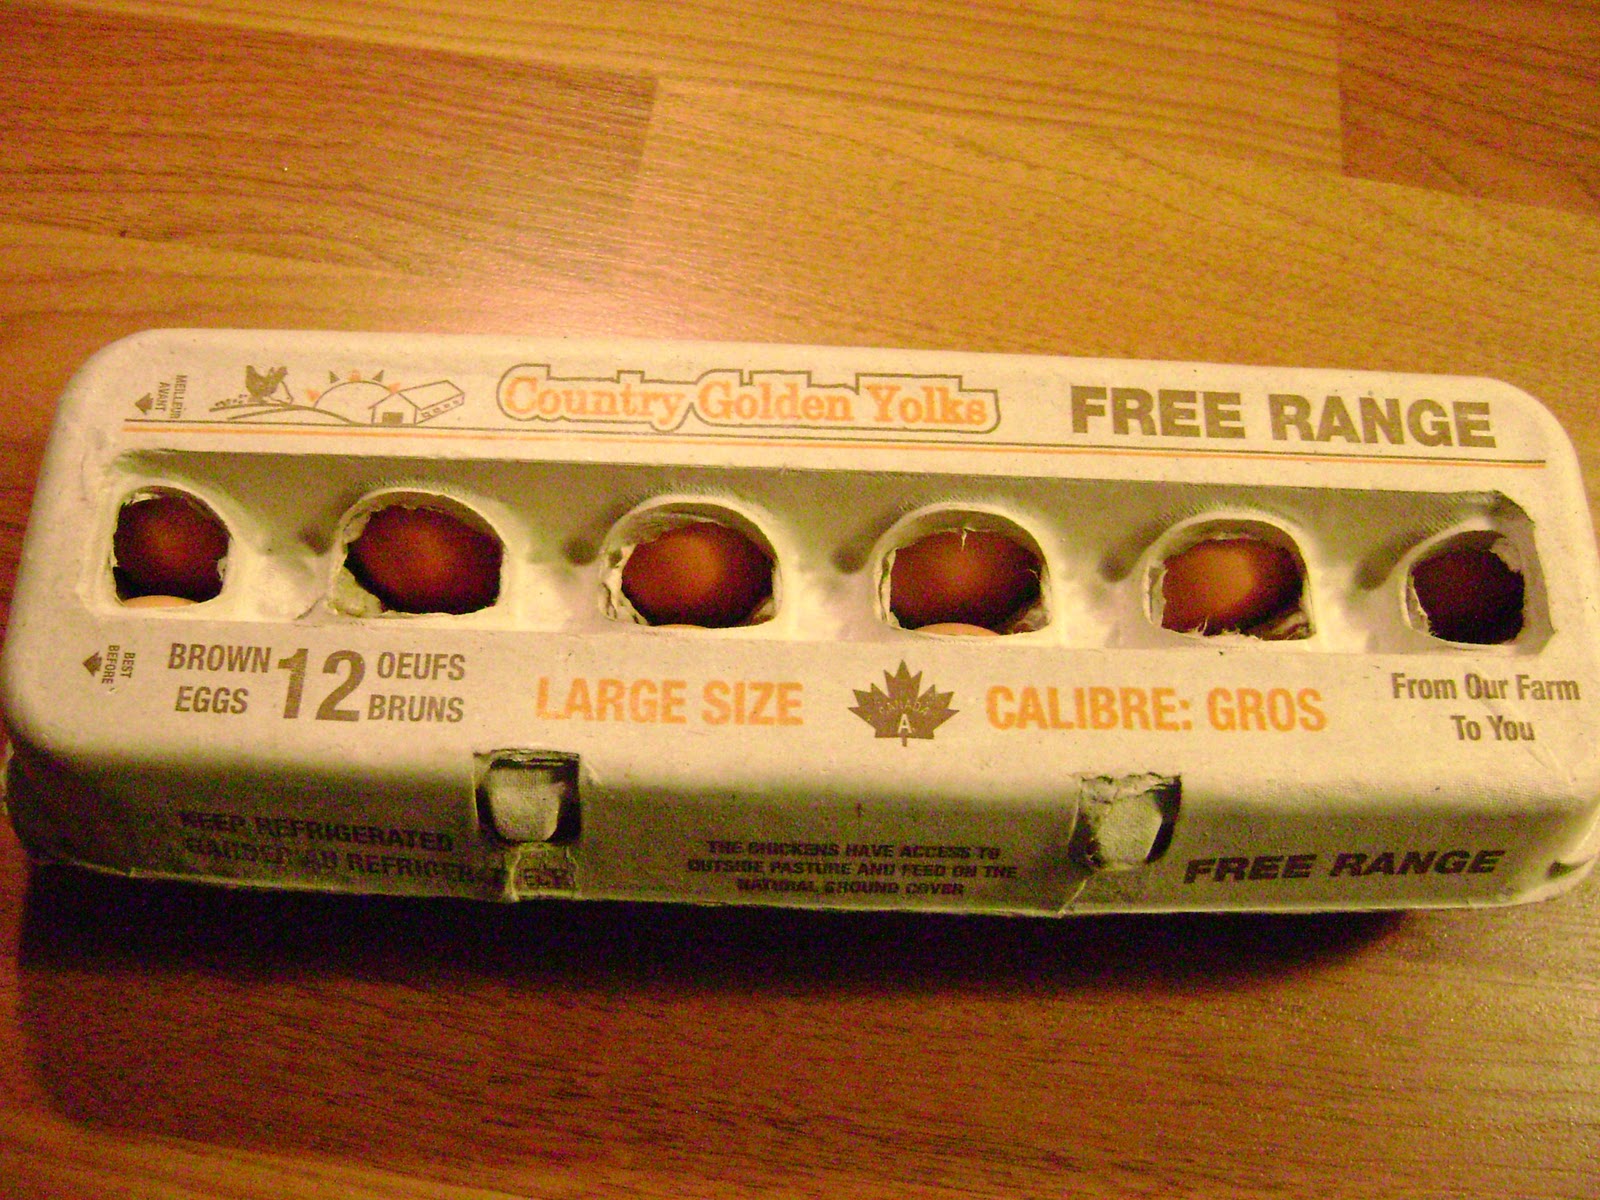 MEILLEUR
AVANT
Country Golden Yolks
FREE RANGE
BEST
BEFORE
BROWN
EGGS
12
OEUFS
BRUNS
LARGE SIZE
CANADA
A
CALIBRE: GROS
From Our Farm
To You
KEEP REFRIGERATED
THE CHICKENS HAVE ACCESS TO
OUTSIDE PASTURE AND FEED ON THE
NATURAL GROUND COVER
FREE RANGE